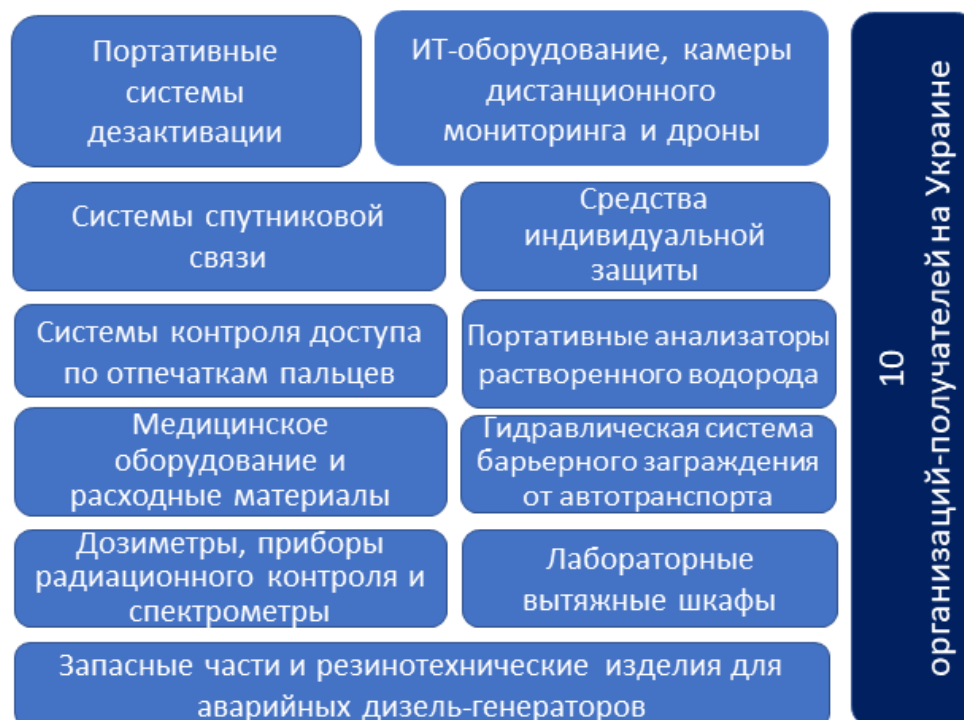 Портативные
системы
дезактивации
ИТ-оборудование, камеры
дистанционного
мониторинга и дроны
Системы спутниковой
связи
Средства
индивидуальной
защиты
Системы контроля доступа
по отпечаткам пальцев
Портативные анализаторы
растворенного водорода
Медицинское
оборудование и
расходные материалы
Гидравлическая система
барьерного заграждения
от автотранспорта
Дозиметры, приборы
радиационного контроля и
спектрометры
Лабораторные
вытяжные шкафы
Запасные части и резинотехнические изделия для
аварийных дизель-генераторов
10
организаций-получателей на Украине